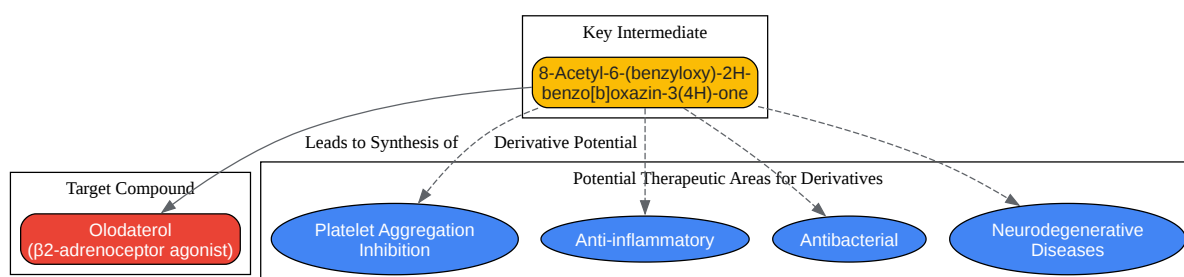 Key Intermediate
8-Acetyl-6-(benzyloxy)-2H-
benzo[b]oxazin-3(4H)-one
Leads to Synthesis of
Derivative Potential
Target Compound
Potential Therapeutic Areas for Derivatives
Olodaterol
(β2-adrenoceptor agonist)
Platelet Aggregation
Inhibition
Anti-inflammatory
Antibacterial
Neurodegenerative
Diseases